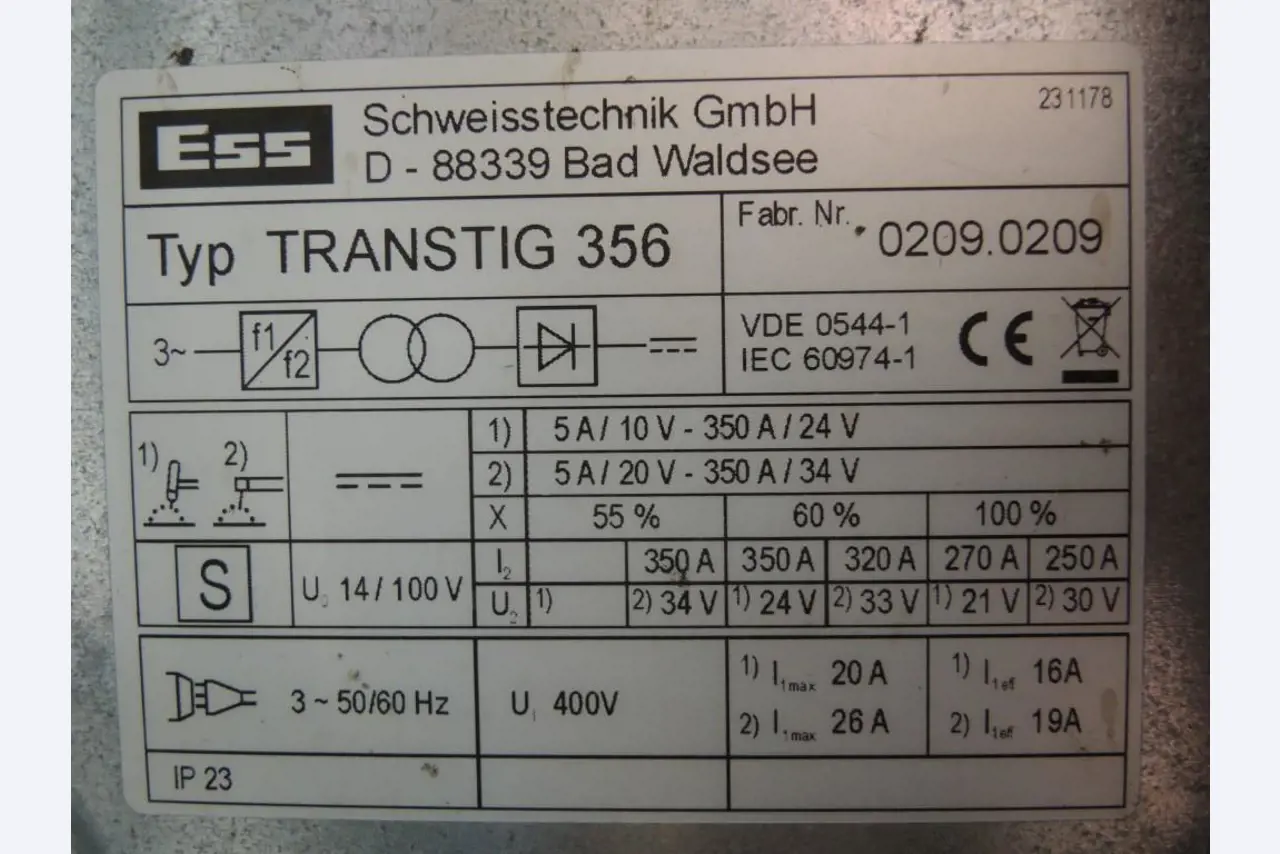 Ess
Schweisstechnik GmbH
D - 88339 Bad Waldsee
231178
Typ TRANSTIG 356
Fabr. Nr. 0209.0209
3~ f1/f2
VDE 0544-1
IEC 60974-1
CE
1) 2)
1) 5 A / 10 V - 350 A / 24 V
2) 5 A / 20 V - 350 A / 34 V
X 55 % 60 % 100 %
S
U₀ 14 / 100 V
I₂ 350 A 350 A 320 A 270 A 250 A
U₂ 1) 2) 34 V 1) 24 V 2) 33 V 1) 21 V 2) 30 V
3 ~ 50/60 Hz
U₁ 400V
1) I₁max 20 A
2) I₁max 26 A
1) I₁eff 16A
2) I₁eff 19A
IP 23